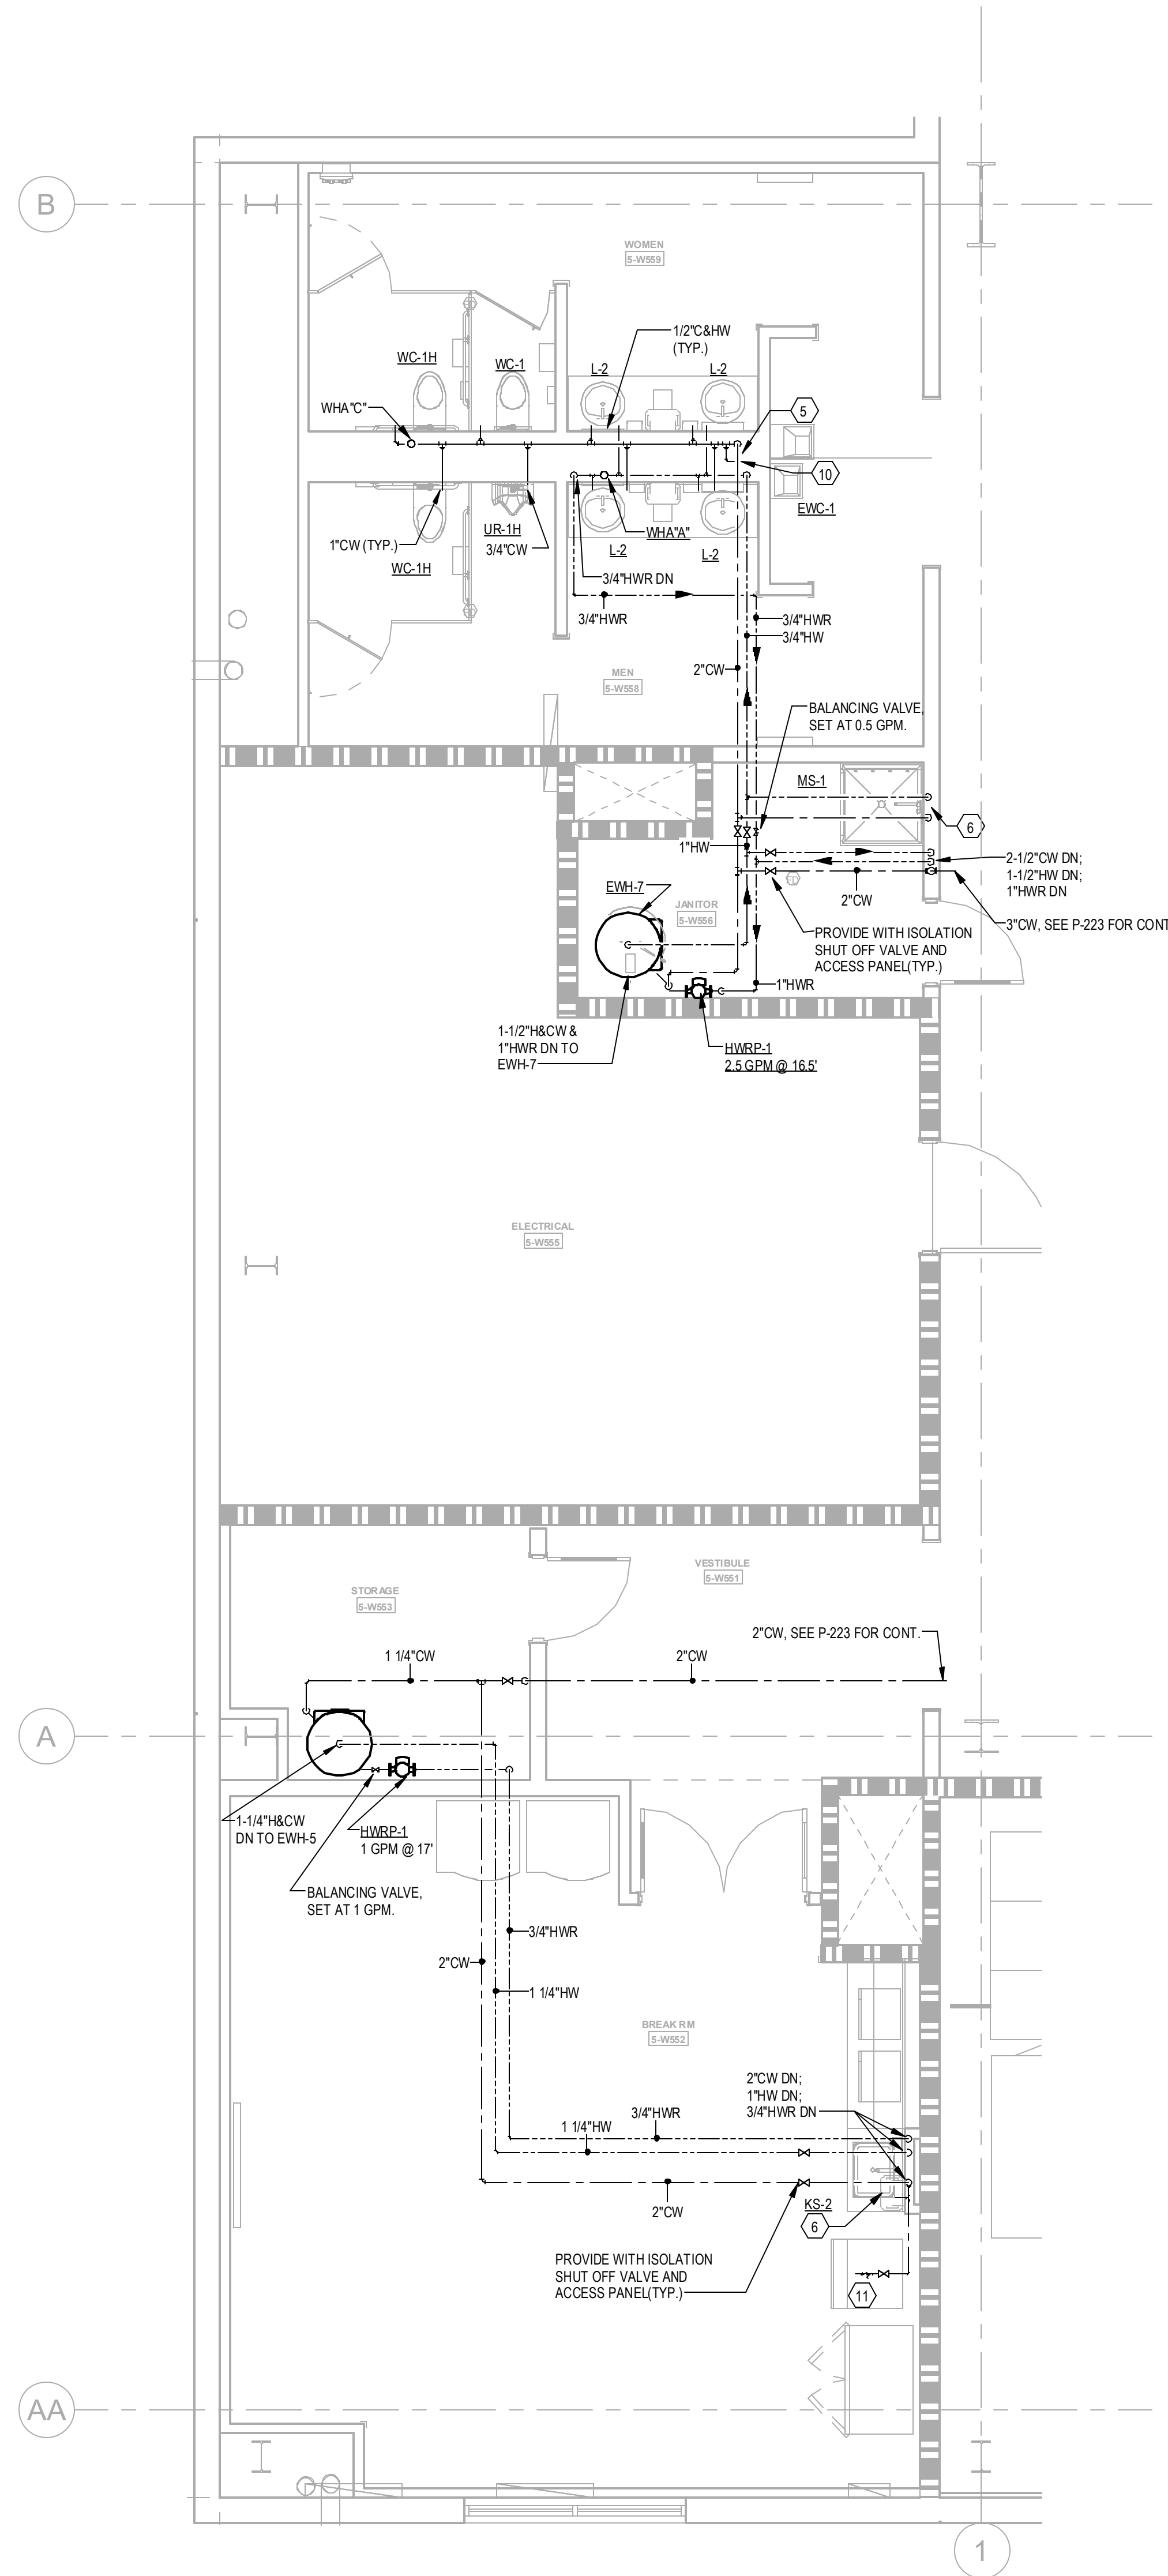 B
WOMEN
5-W559
1/2"C&HW
(TYP.)
WC-1H
WC-1
L-2
L-2
WHA"C"
5
10
EWC-1
UR-1H
WHA"A"
1"CW (TYP.)
3/4"CW
L-2
L-2
WC-1H
3/4"HWR DN
3/4"HWR
3/4"HWR
3/4"HW
2"CW
MEN
5-W558
BALANCING VALVE,
SET AT 0.5 GPM.
MS-1
6
1"HW
2-1/2"CW DN;
1-1/2"HW DN;
1"HWR DN
EWH-7
JANITOR
5-W556
2"CW
FD
3"CW, SEE P-223 FOR CONT
PROVIDE WITH ISOLATION
SHUT OFF VALVE AND
ACCESS PANEL(TYP.)
1"HWR
1-1/2"H&CW &
1"HWR DN TO
EWH-7
HWRP-1
2.5 GPM @ 16.5'
ELECTRICAL
5-W555
VESTIBULE
5-W551
STORAGE
5-W553
2"CW, SEE P-223 FOR CONT.
1 1/4"CW
2"CW
A
1-1/4"H&CW
DN TO EWH-5
HWRP-1
1 GPM @ 17'
BALANCING VALVE,
SET AT 1 GPM.
3/4"HWR
2"CW
1 1/4"HW
BREAK RM
5-W552
2"CW DN;
1"HW DN;
3/4"HWR DN
3/4"HWR
1 1/4"HW
2"CW
KS-2
6
PROVIDE WITH ISOLATION
SHUT OFF VALVE AND
ACCESS PANEL(TYP.)
11
AA
1